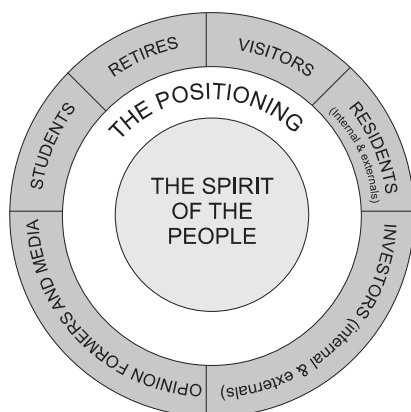 RETIRES
VISITORS
RESIDENTS
(Internal & externals)
INVESTORS (internal & externals)
OPINION FORMERS AND MEDIA
STUDENTS
THE POSITIONING
THE SPIRIT
OF THE
PEOPLE